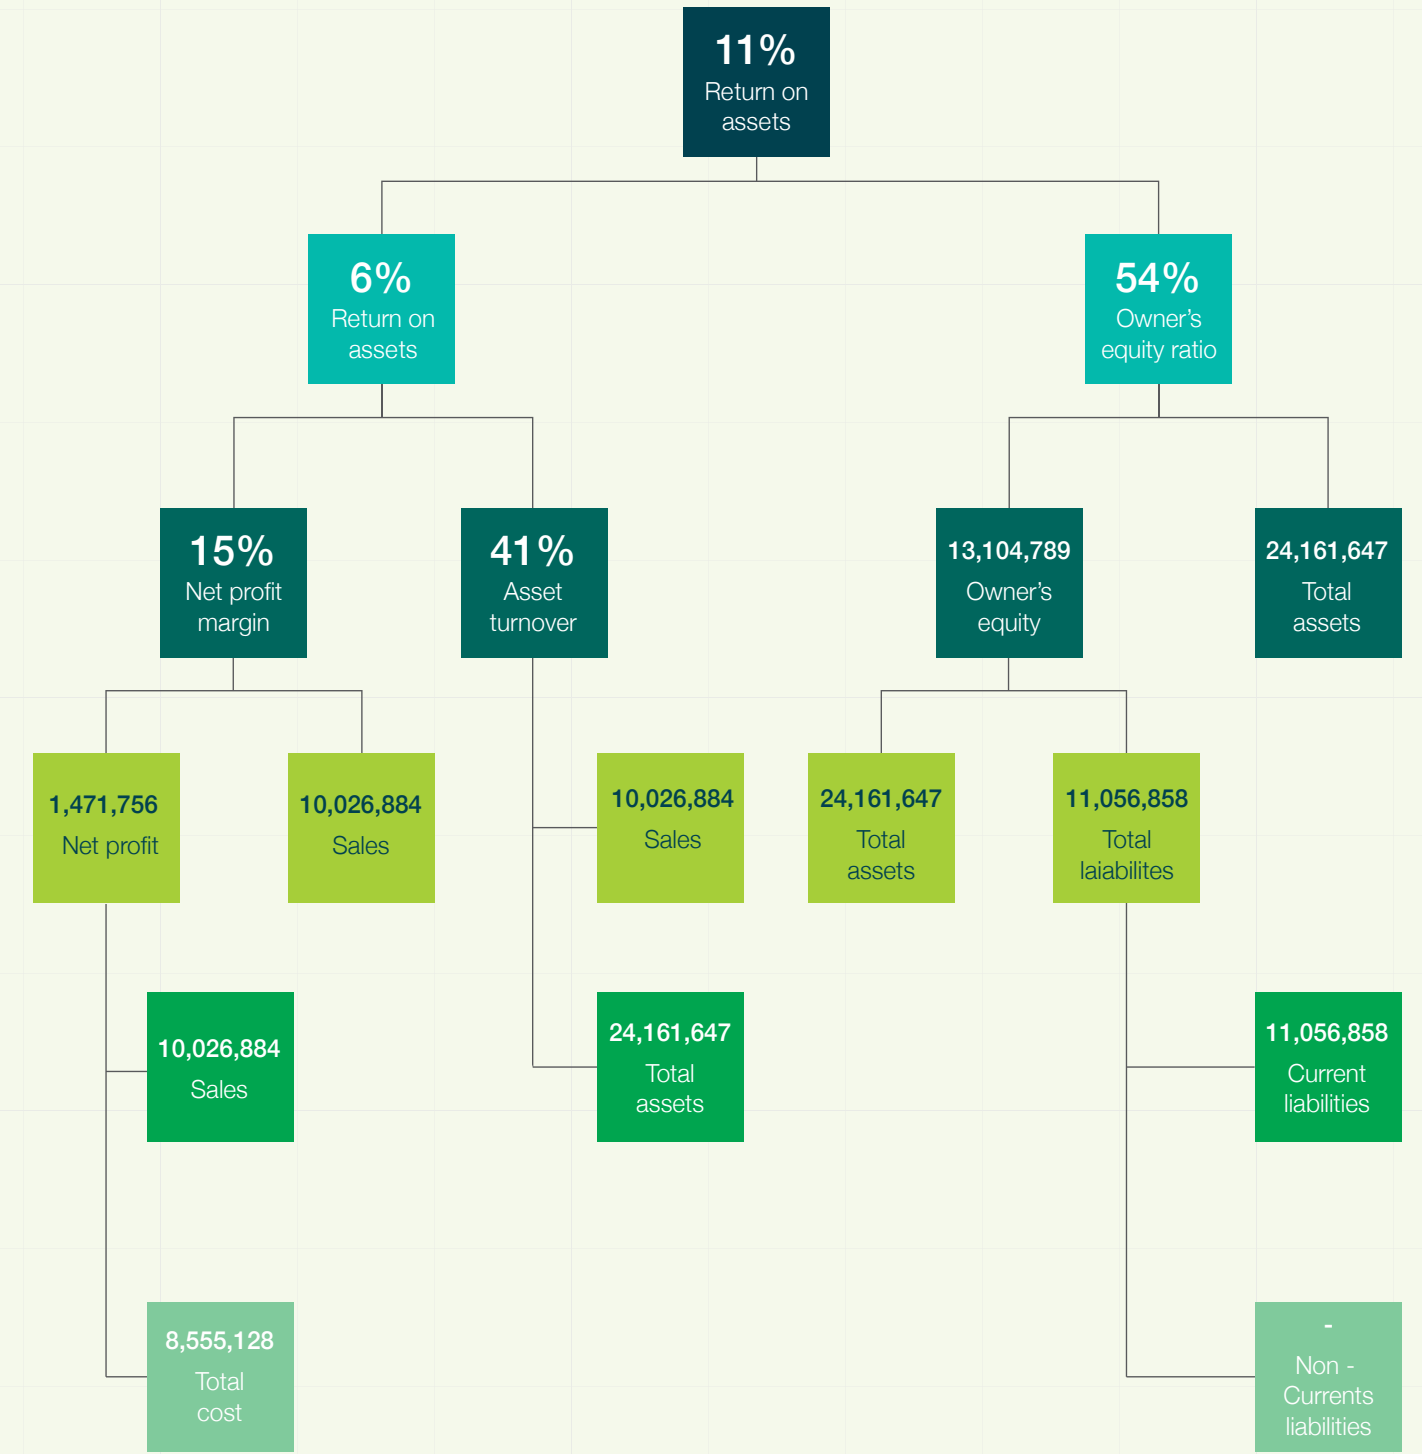 11%
Return on
assets
6%
Return on
assets
54%
Owner's
equity ratio
15%
Net profit
margin
41%
Asset
turnover
13,104,789
Owner's
equity
24,161,647
Total
assets
1,471,756
Net profit
10,026,884
Sales
10,026,884
Sales
24,161,647
Total
assets
11,056,858
Total
laiabilites
10,026,884
Sales
24,161,647
Total
assets
11,056,858
Current
liabilities
8,555,128
Total
cost
-
Non -
Currents
liabilities